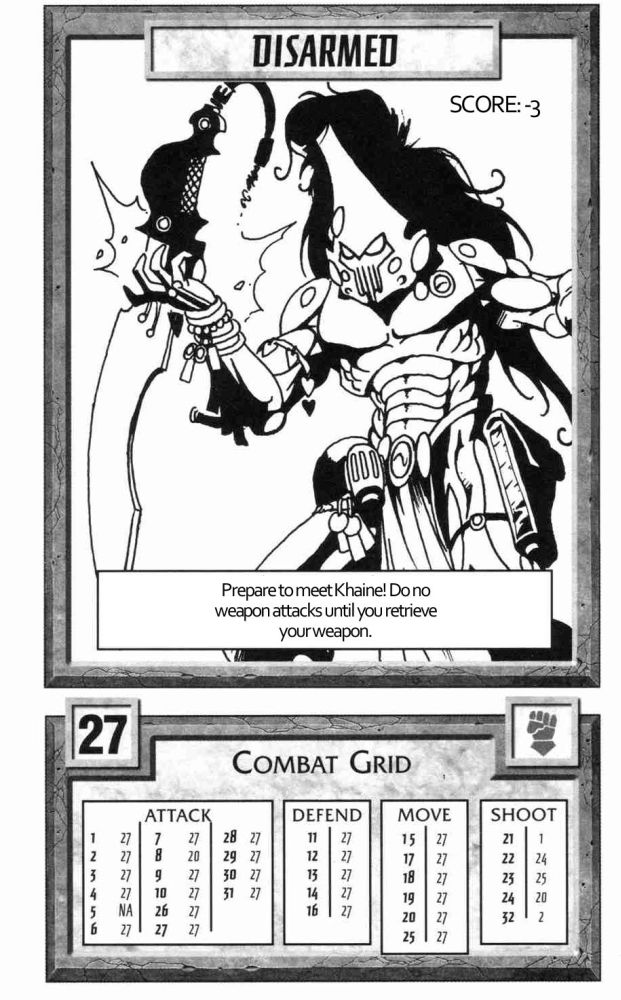 DISARMED
SCORE: -3
Prepare to meet Khaine! Do no
weapon attacks until you retrieve
your weapon.
27
COMBAT GRID
ATTACK
1 27 7 27 28 27
2 27 8 20 29 27
3 27 9 27 30 27
4 27 10 27 31 27
5 NA 26 27
6 27 27 27
DEFEND
11 27
12 27
13 27
14 27
16 27
MOVE
15 27
17 27
18 27
19 27
20 27
25 27
SHOOT
21 1
22 24
23 25
24 20
32 2